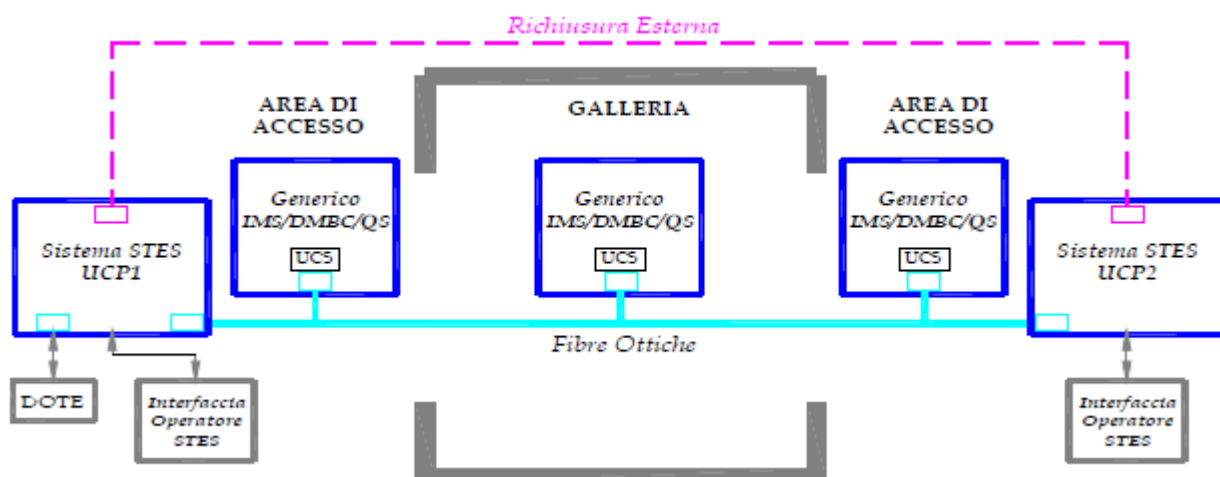 Richiusura Esterna
AREA DI
ACCESSO
GALLERIA
AREA DI
ACCESSO
Generico
IMS/DMBC/QS
UCS
Generico
IMS/DMBC/QS
UCS
Generico
IMS/DMBC/QS
UCS
Sistema STES
UCP1
Sistema STES
UCP2
Fibre Ottiche
DOTE
Interfaccia
Operatore
STES
Interfaccia
Operatore
STES